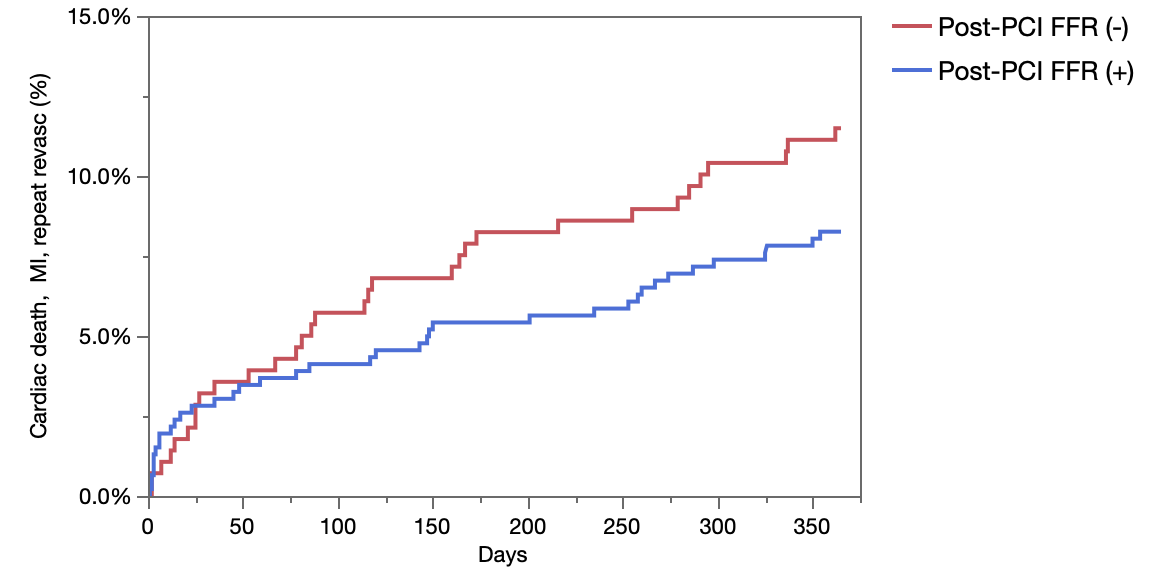 15.0%
10.0%
5.0%
0.0%
Cardiac death,  MI, repeat revasc (%)
0 50 100 150 200 250 300 350
Days
Post-PCI FFR (-)
Post-PCI FFR (+)